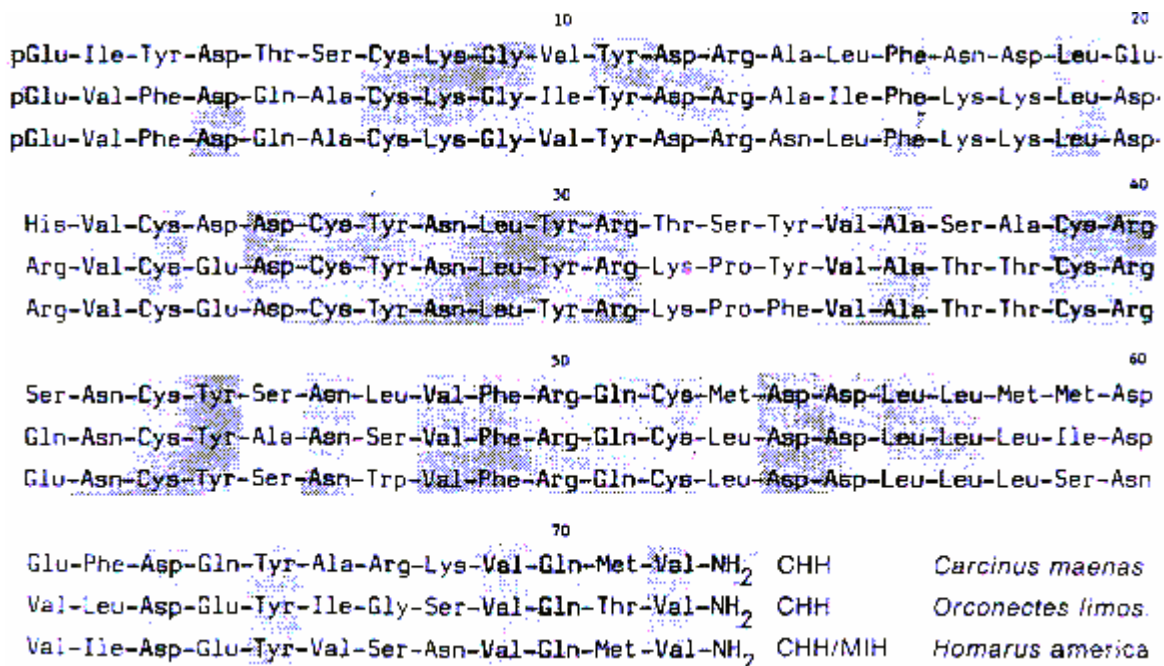 10 20
pGlu-Ile-Tyr-Asp-Thr-Ser-Cys-Lys-Gly-Val-Tyr-Asp-Arg-Ala-Leu-Phe-Asn-Asp-Leu-Glu-
pGlu-Val-Phe-Asp-Gln-Ala-Cys-Lys-Gly-Ile-Tyr-Asp-Arg-Ala-Ile-Phe-Lys-Lys-Leu-Asp-
pGlu-Val-Phe-Asp-Gln-Ala-Cys-Lys-Gly-Val-Tyr-Asp-Arg-Asn-Leu-Phe-Lys-Lys-Leu-Asp-
30 40
His-Val-Cys-Asp-Asp-Cys-Tyr-Asn-Leu-Tyr-Arg-Thr-Ser-Tyr-Val-Ala-Ser-Ala-Cys-Arg
Arg-Val-Cys-Glu-Asp-Cys-Tyr-Asn-Leu-Tyr-Arg-Lys-Pro-Tyr-Val-Ala-Thr-Thr-Cys-Arg
Arg-Val-Cys-Glu-Asp-Cys-Tyr-Asn-Leu-Tyr-Arg-Lys-Pro-Phe-Val-Ala-Thr-Thr-Cys-Arg
50 60
Ser-Asn-Cys-Tyr-Ser-Asn-Leu-Val-Phe-Arg-Gln-Cys-Met-Asp-Asp-Leu-Leu-Met-Met-Asp
Gln-Asn-Cys-Tyr-Ala-Asn-Ser-Val-Phe-Arg-Gln-Cys-Leu-Asp-Asp-Leu-Leu-Leu-Ile-Asp
Glu-Asn-Cys-Tyr-Ser-Asn-Trp-Val-Phe-Arg-Gln-Cys-Leu-Asp-Asp-Leu-Leu-Leu-Ser-Asn
70
Glu-Phe-Asp-Gln-Tyr-Ala-Arg-Lys-Val-Gln-Met-Val-NH2 CHH Carcinus maenas
Val-Leu-Asp-Glu-Tyr-Ile-Gly-Ser-Val-Gln-Thr-Val-NH2 CHH Orconectes limos.
Val-Ile-Asp-Glu-Tyr-Val-Ser-Asn-Val-Gln-Met-Val-NH2 CHH/MIH Homarus america